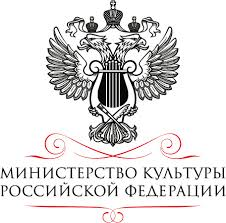 МИНИСТЕРСТВО КУЛЬТУРЫ
РОССИЙСКОЙ ФЕДЕРАЦИИ